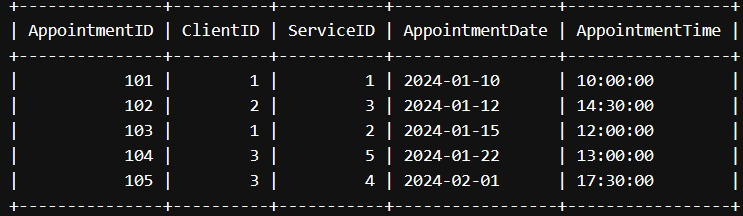 +---------------+----------+-----------+-----------------+-----------------+
| AppointmentID | ClientID | ServiceID | AppointmentDate | AppointmentTime |
+---------------+----------+-----------+-----------------+-----------------+
|           101 |        1 |         1 | 2024-01-10      | 10:00:00        |
|           102 |        2 |         3 | 2024-01-12      | 14:30:00        |
|           103 |        1 |         2 | 2024-01-15      | 12:00:00        |
|           104 |        3 |         5 | 2024-01-22      | 13:00:00        |
|           105 |        3 |         4 | 2024-02-01      | 17:30:00        |
+---------------+----------+-----------+-----------------+-----------------+